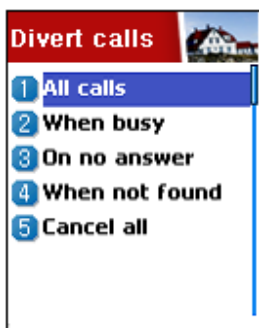 Divert calls
1 All calls
2 When busy
3 On no answer
4 When not found
5 Cancel all